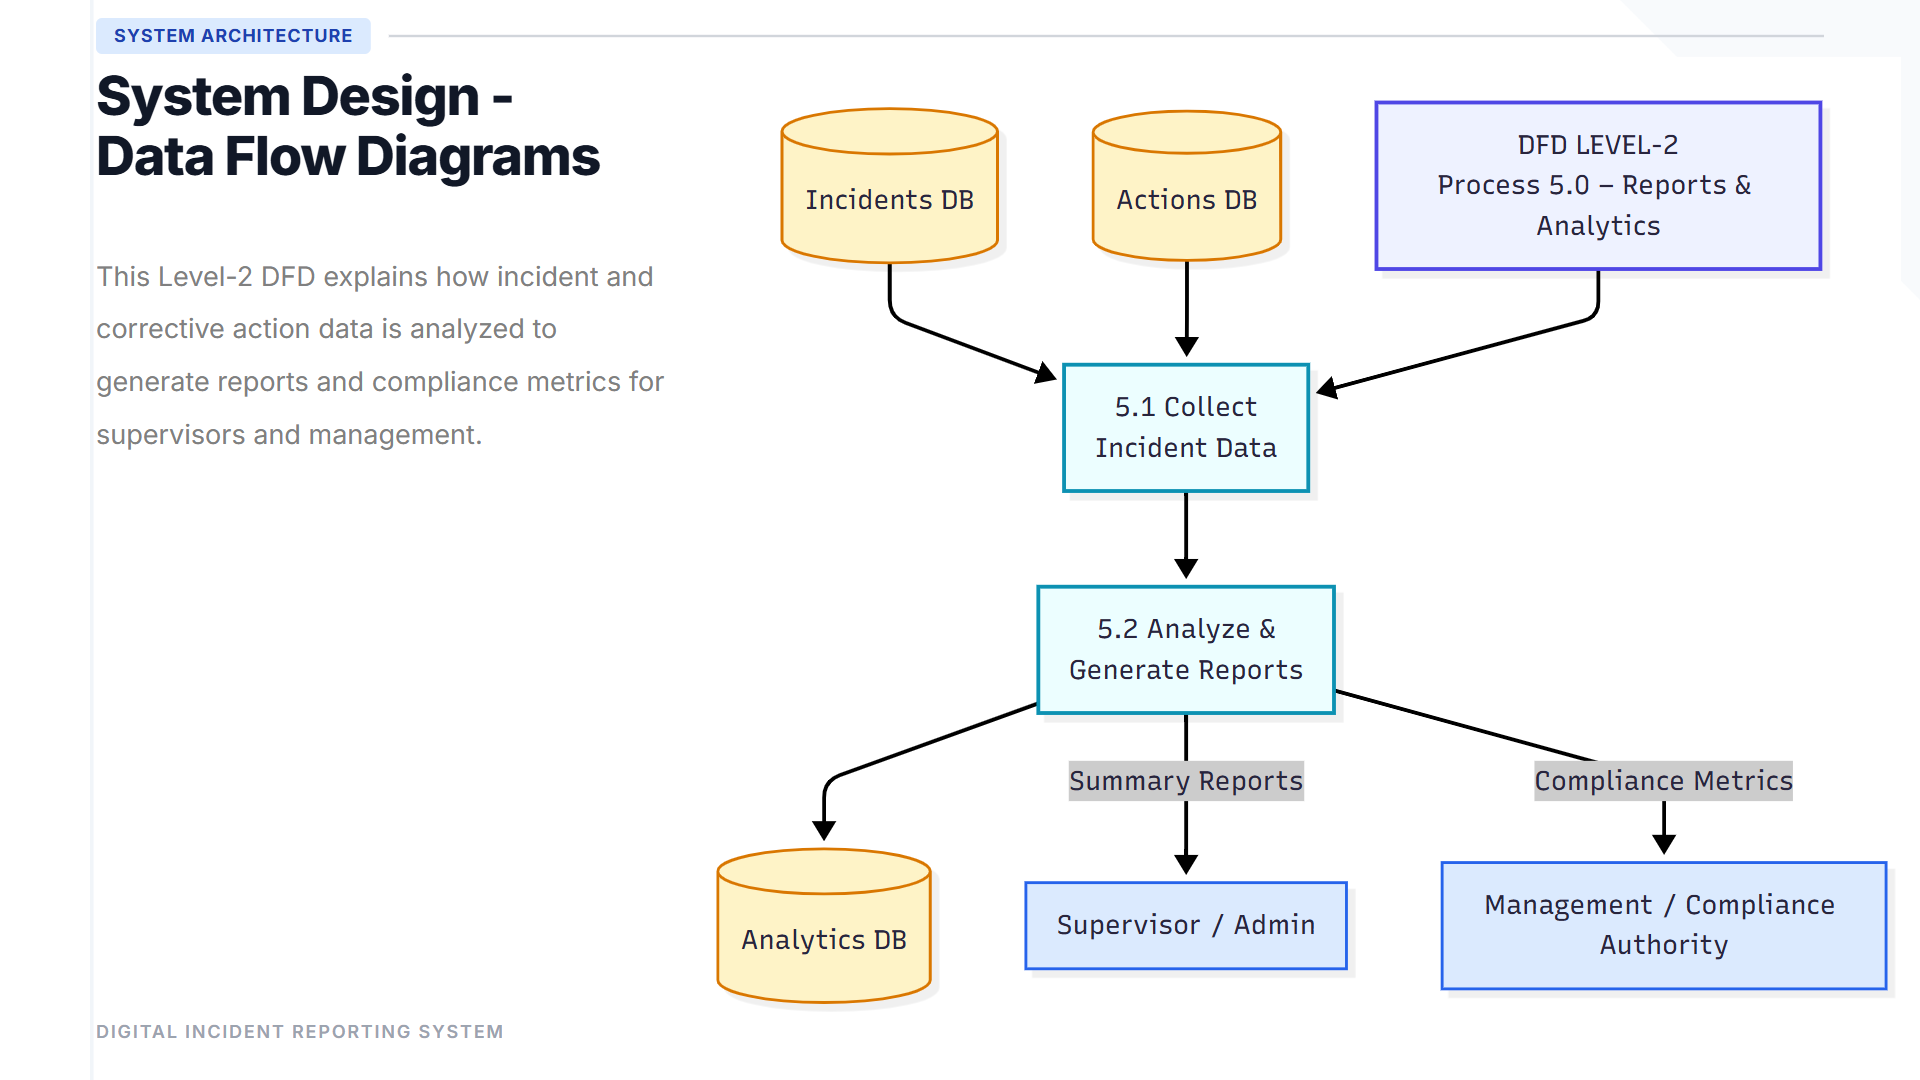 SYSTEM ARCHITECTURE
System Design -
Data Flow Diagrams
This Level-2 DFD explains how incident and
corrective action data is analyzed to
generate reports and compliance metrics for
supervisors and management.
Incidents DB
Actions DB
DFD LEVEL-2
Process 5.0 – Reports &
Analytics
5.1 Collect
Incident Data
5.2 Analyze &
Generate Reports
Summary Reports
Compliance Metrics
Analytics DB
Supervisor / Admin
Management / Compliance
Authority
DIGITAL INCIDENT REPORTING SYSTEM